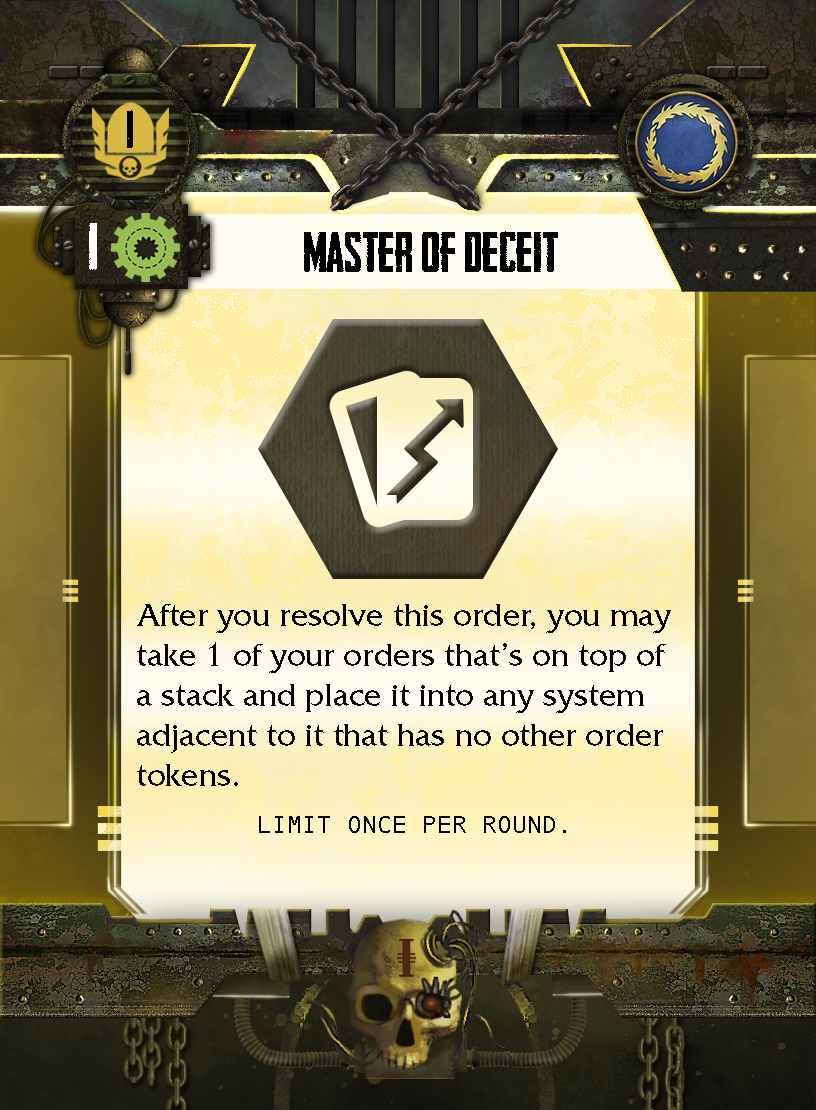 I
I
MASTER OF DECEIT
After you resolve this order, you may
take 1 of your orders that's on top of
a stack and place it into any system
adjacent to it that has no other order
tokens.
LIMIT ONCE PER ROUND.
I